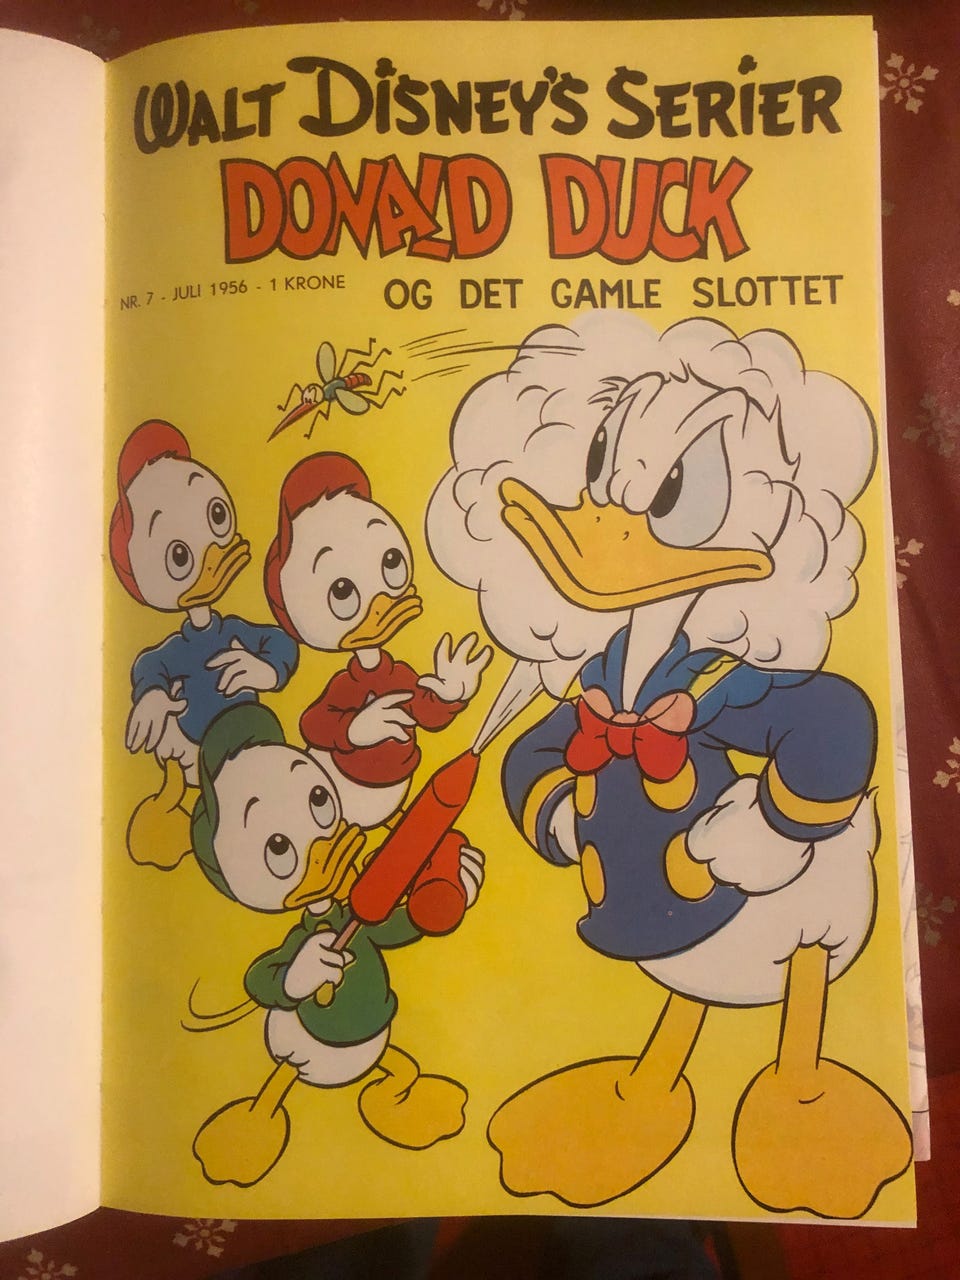 WALT DISNEY'S SERIER
DONALD DUCK
NR. 7 - JULI 1956 - 1 KRONE
OG DET GAMLE SLOTTET